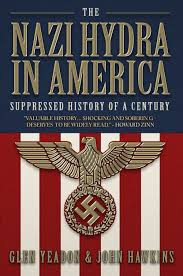 THE
NAZI HYDRA
IN AMERICA
SUPPRESSED HISTORY OF A CENTURY
"VALUABLE HISTORY... SHOCKING AND SOBERING
DESERVES TO BE WIDELY READ." - HOWARD ZINN
GLEN YEADON & JOHN HAWKINS